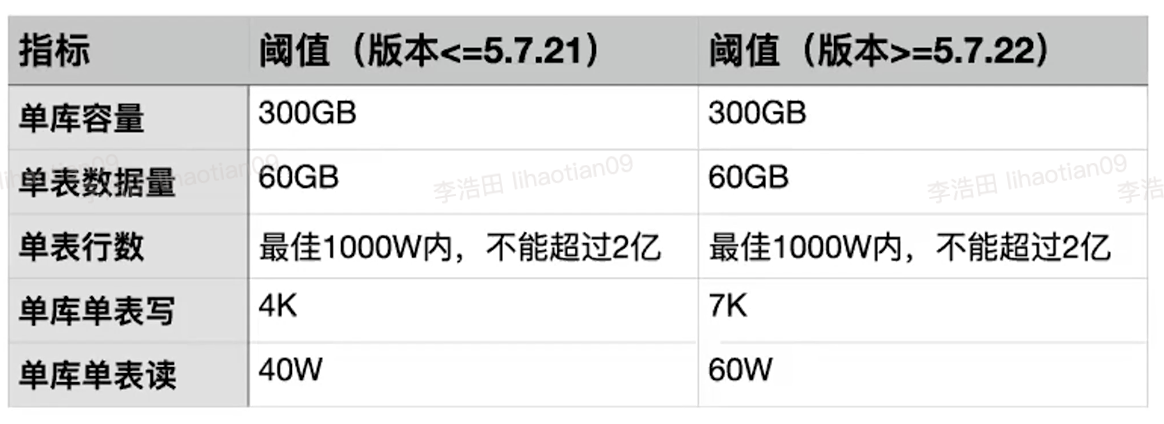 指标 阈值（版本<=5.7.21） 阈值（版本>=5.7.22）
单库容量 300GB 300GB
单表数据量 60GB 60GB
单表行数 最佳1000W内，不能超过2亿 最佳1000W内，不能超过2亿
单库单表写 4K 7K
单库单表读 40W 60W
lihaotian09
lihaotian09
李浩田 lihaotian09
李浩田 lihaotian09
李浩